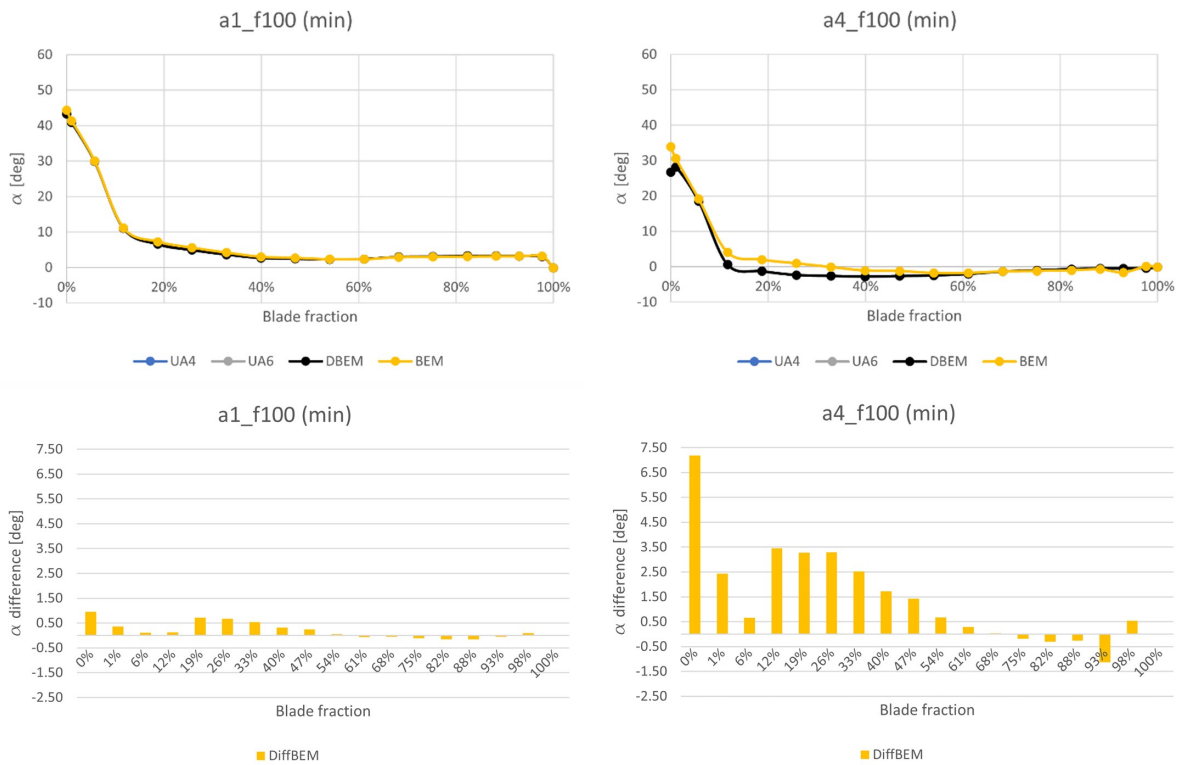 a1_f100 (min)
60
50
40
30
20
10
0
-10
α [deg]
0% 20% 40% 60% 80% 100%
Blade fraction
UA4 UA6 DBEM BEM
a4_f100 (min)
60
50
40
30
20
10
0
-10
α [deg]
0% 20% 40% 60% 80% 100%
Blade fraction
UA4 UA6 DBEM BEM
a1_f100 (min)
7.50
6.50
5.50
4.50
3.50
2.50
1.50
0.50
-0.50
-1.50
-2.50
α difference [deg]
0% 1% 6% 12% 19% 26% 33% 40% 47% 54% 61% 68% 75% 82% 88% 93% 98% 100%
Blade fraction
DiffBEM
a4_f100 (min)
7.50
6.50
5.50
4.50
3.50
2.50
1.50
0.50
-0.50
-1.50
-2.50
α difference [deg]
0% 1% 6% 12% 19% 26% 33% 40% 47% 54% 61% 68% 75% 82% 88% 93% 98% 100%
Blade fraction
DiffBEM